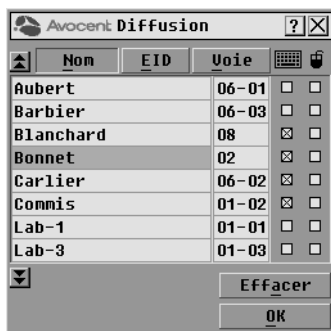 Avocent Diffusion
Nom EID Voie
Aubert 06-01
Barbier 06-03
Blanchard 08
Bonnet 02
Carlier 06-02
Commis 01-02
Lab-1 01-01
Lab-3 01-03
Effacer
OK